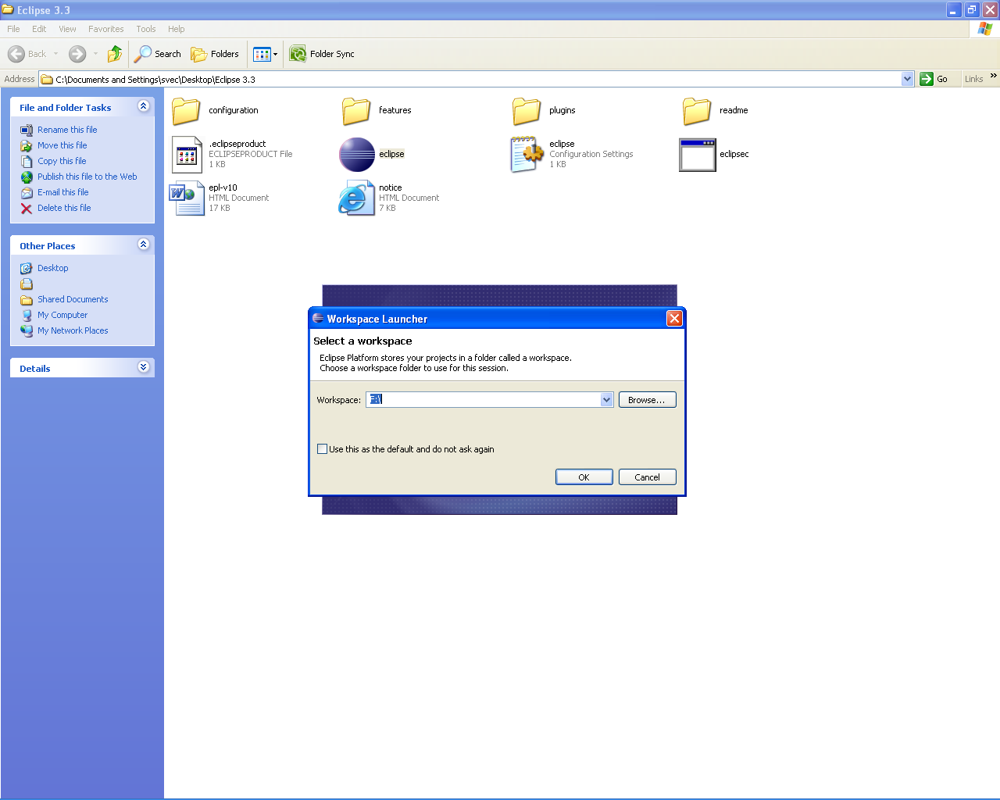 Eclipse 3.3
File Edit View Favorites Tools Help
Back Search Folders Folder Sync
Address C:\Documents and Settings\svec\Desktop\Eclipse 3.3 Go Links »
File and Folder Tasks
Rename this file
Move this file
Copy this file
Publish this file to the Web
E-mail this file
Delete this file
Other Places
Desktop
Shared Documents
My Computer
My Network Places
Details
configuration
features
plugins
readme
.eclipseproduct
ECLIPSEPRODUCT File
1 KB
eclipse
eclipse
Configuration Settings
1 KB
eclipsec
epl-v10
HTML Document
17 KB
notice
HTML Document
7 KB
Workspace Launcher
Select a workspace
Eclipse Platform stores your projects in a folder called a workspace.
Choose a workspace folder to use for this session.
Workspace: F:\ Browse...
Use this as the default and do not ask again
OK Cancel